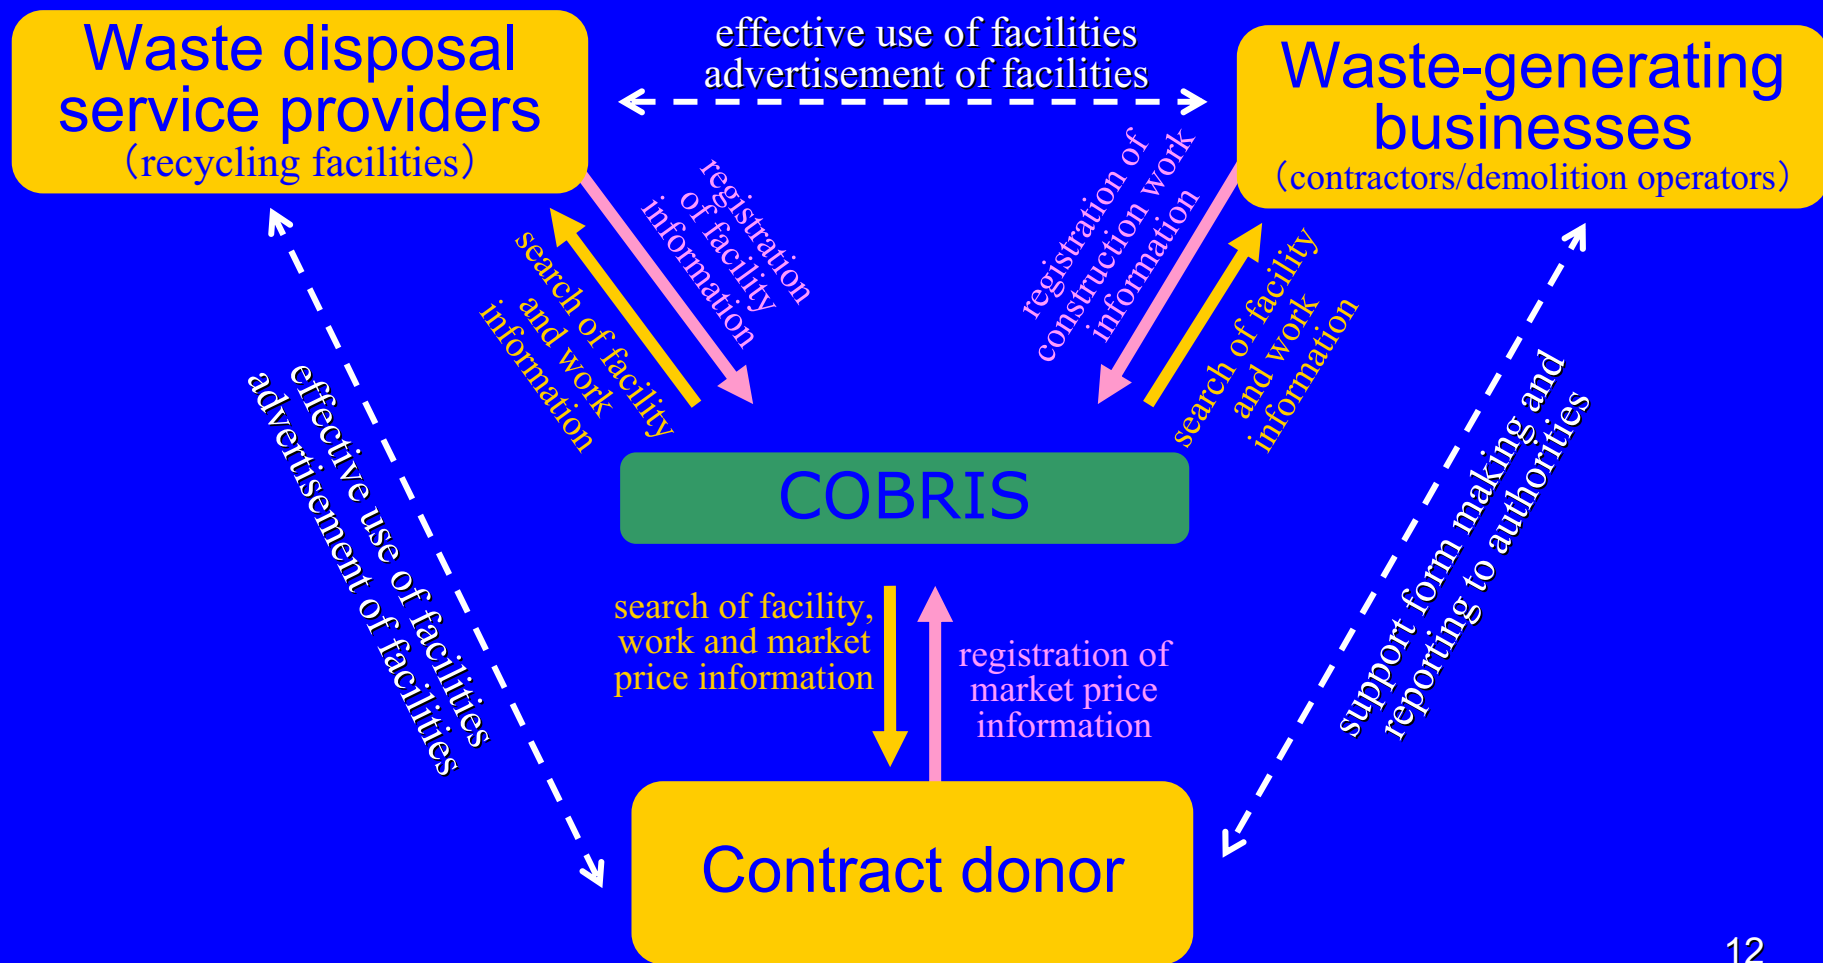 Waste disposal
service providers
（recycling facilities）
effective use of facilities
advertisement of facilities
Waste-generating
businesses
（contractors/demolition operators）
registration
of facility
information
search of facility
and work
information
registration of
construction work
information
search of facility
and work
information
effective use of facilities
advertisement of facilities
support form making and
reporting to authorities
COBRIS
search of facility,
work and market
price information
registration of
market price
information
Contract donor
12